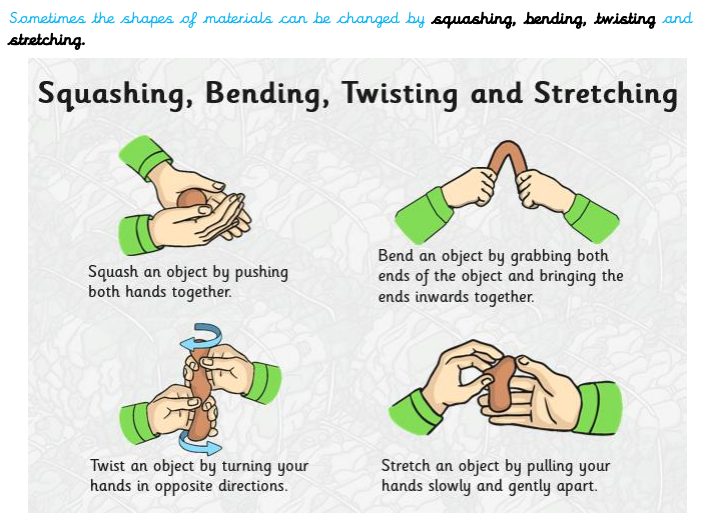 Sometimes the shapes of materials can be changed by squashing, bending, twisting and
stretching.
Squashing, Bending, Twisting and Stretching
Squash an object by pushing
both hands together.
Bend an object by grabbing both
ends of the object and bringing the
ends inwards together.
Twist an object by turning your
hands in opposite directions.
Stretch an object by pulling your
hands slowly and gently apart.